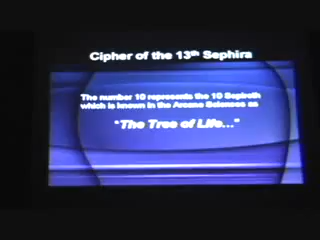 Cipher of the 13th Sephira
The number 10 represents the 10 Sepiroth
which is known in the Arcane Sciences as
"The Tree of Life..."